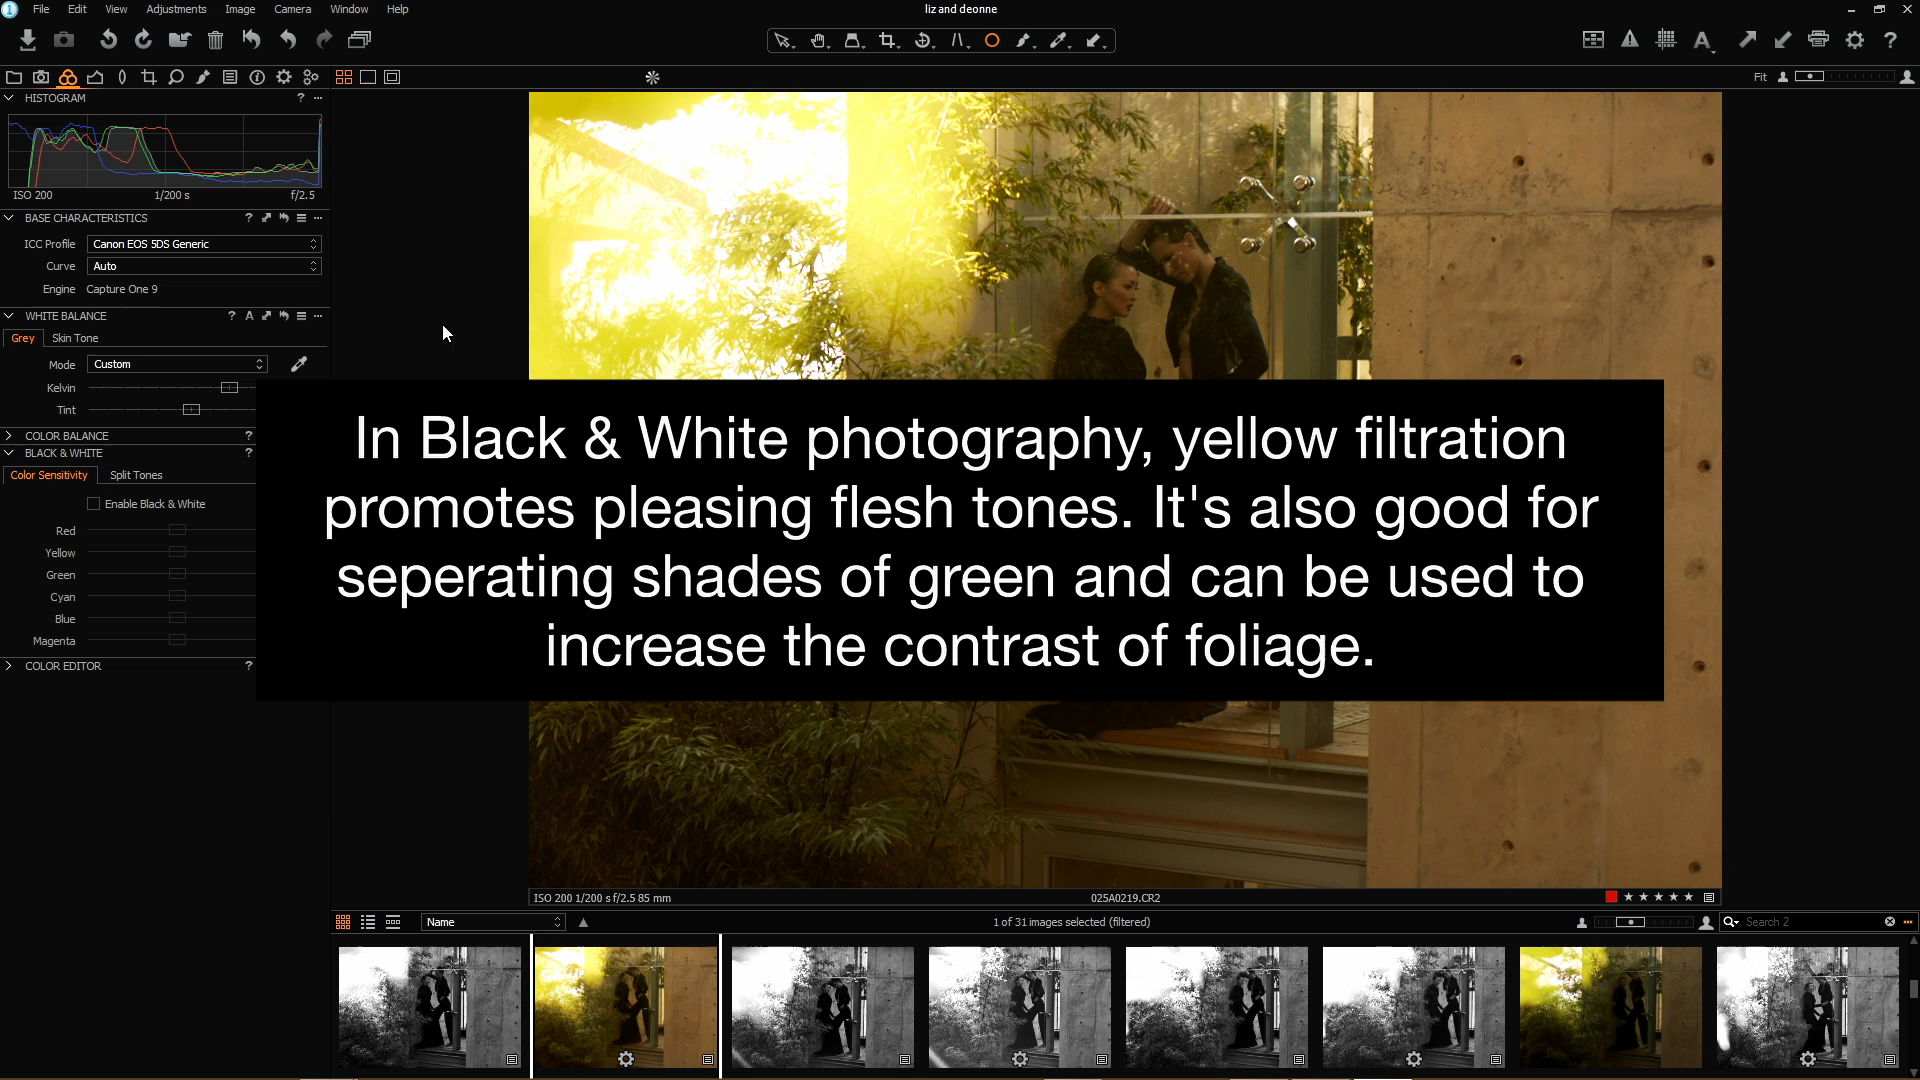 File Edit View Adjustments Image Camera Window Help
liz and deonne
Fit
HISTOGRAM
ISO 200 1/200 s f/2.5
BASE CHARACTERISTICS
ICC Profile Canon EOS 5DS Generic
Curve Auto
Engine Capture One 9
WHITE BALANCE
Grey Skin Tone
Mode Custom
Kelvin
Tint
COLOR BALANCE
BLACK & WHITE
Color Sensitivity Split Tones
Enable Black & White
Red
Yellow
Green
Cyan
Blue
Magenta
COLOR EDITOR
In Black & White photography, yellow filtration
promotes pleasing flesh tones. It's also good for
seperating shades of green and can be used to
increase the contrast of foliage.
ISO 200 1/200 s f/2.5 85 mm
025A0219.CR2
Name
1 of 31 images selected (filtered)
Search 2